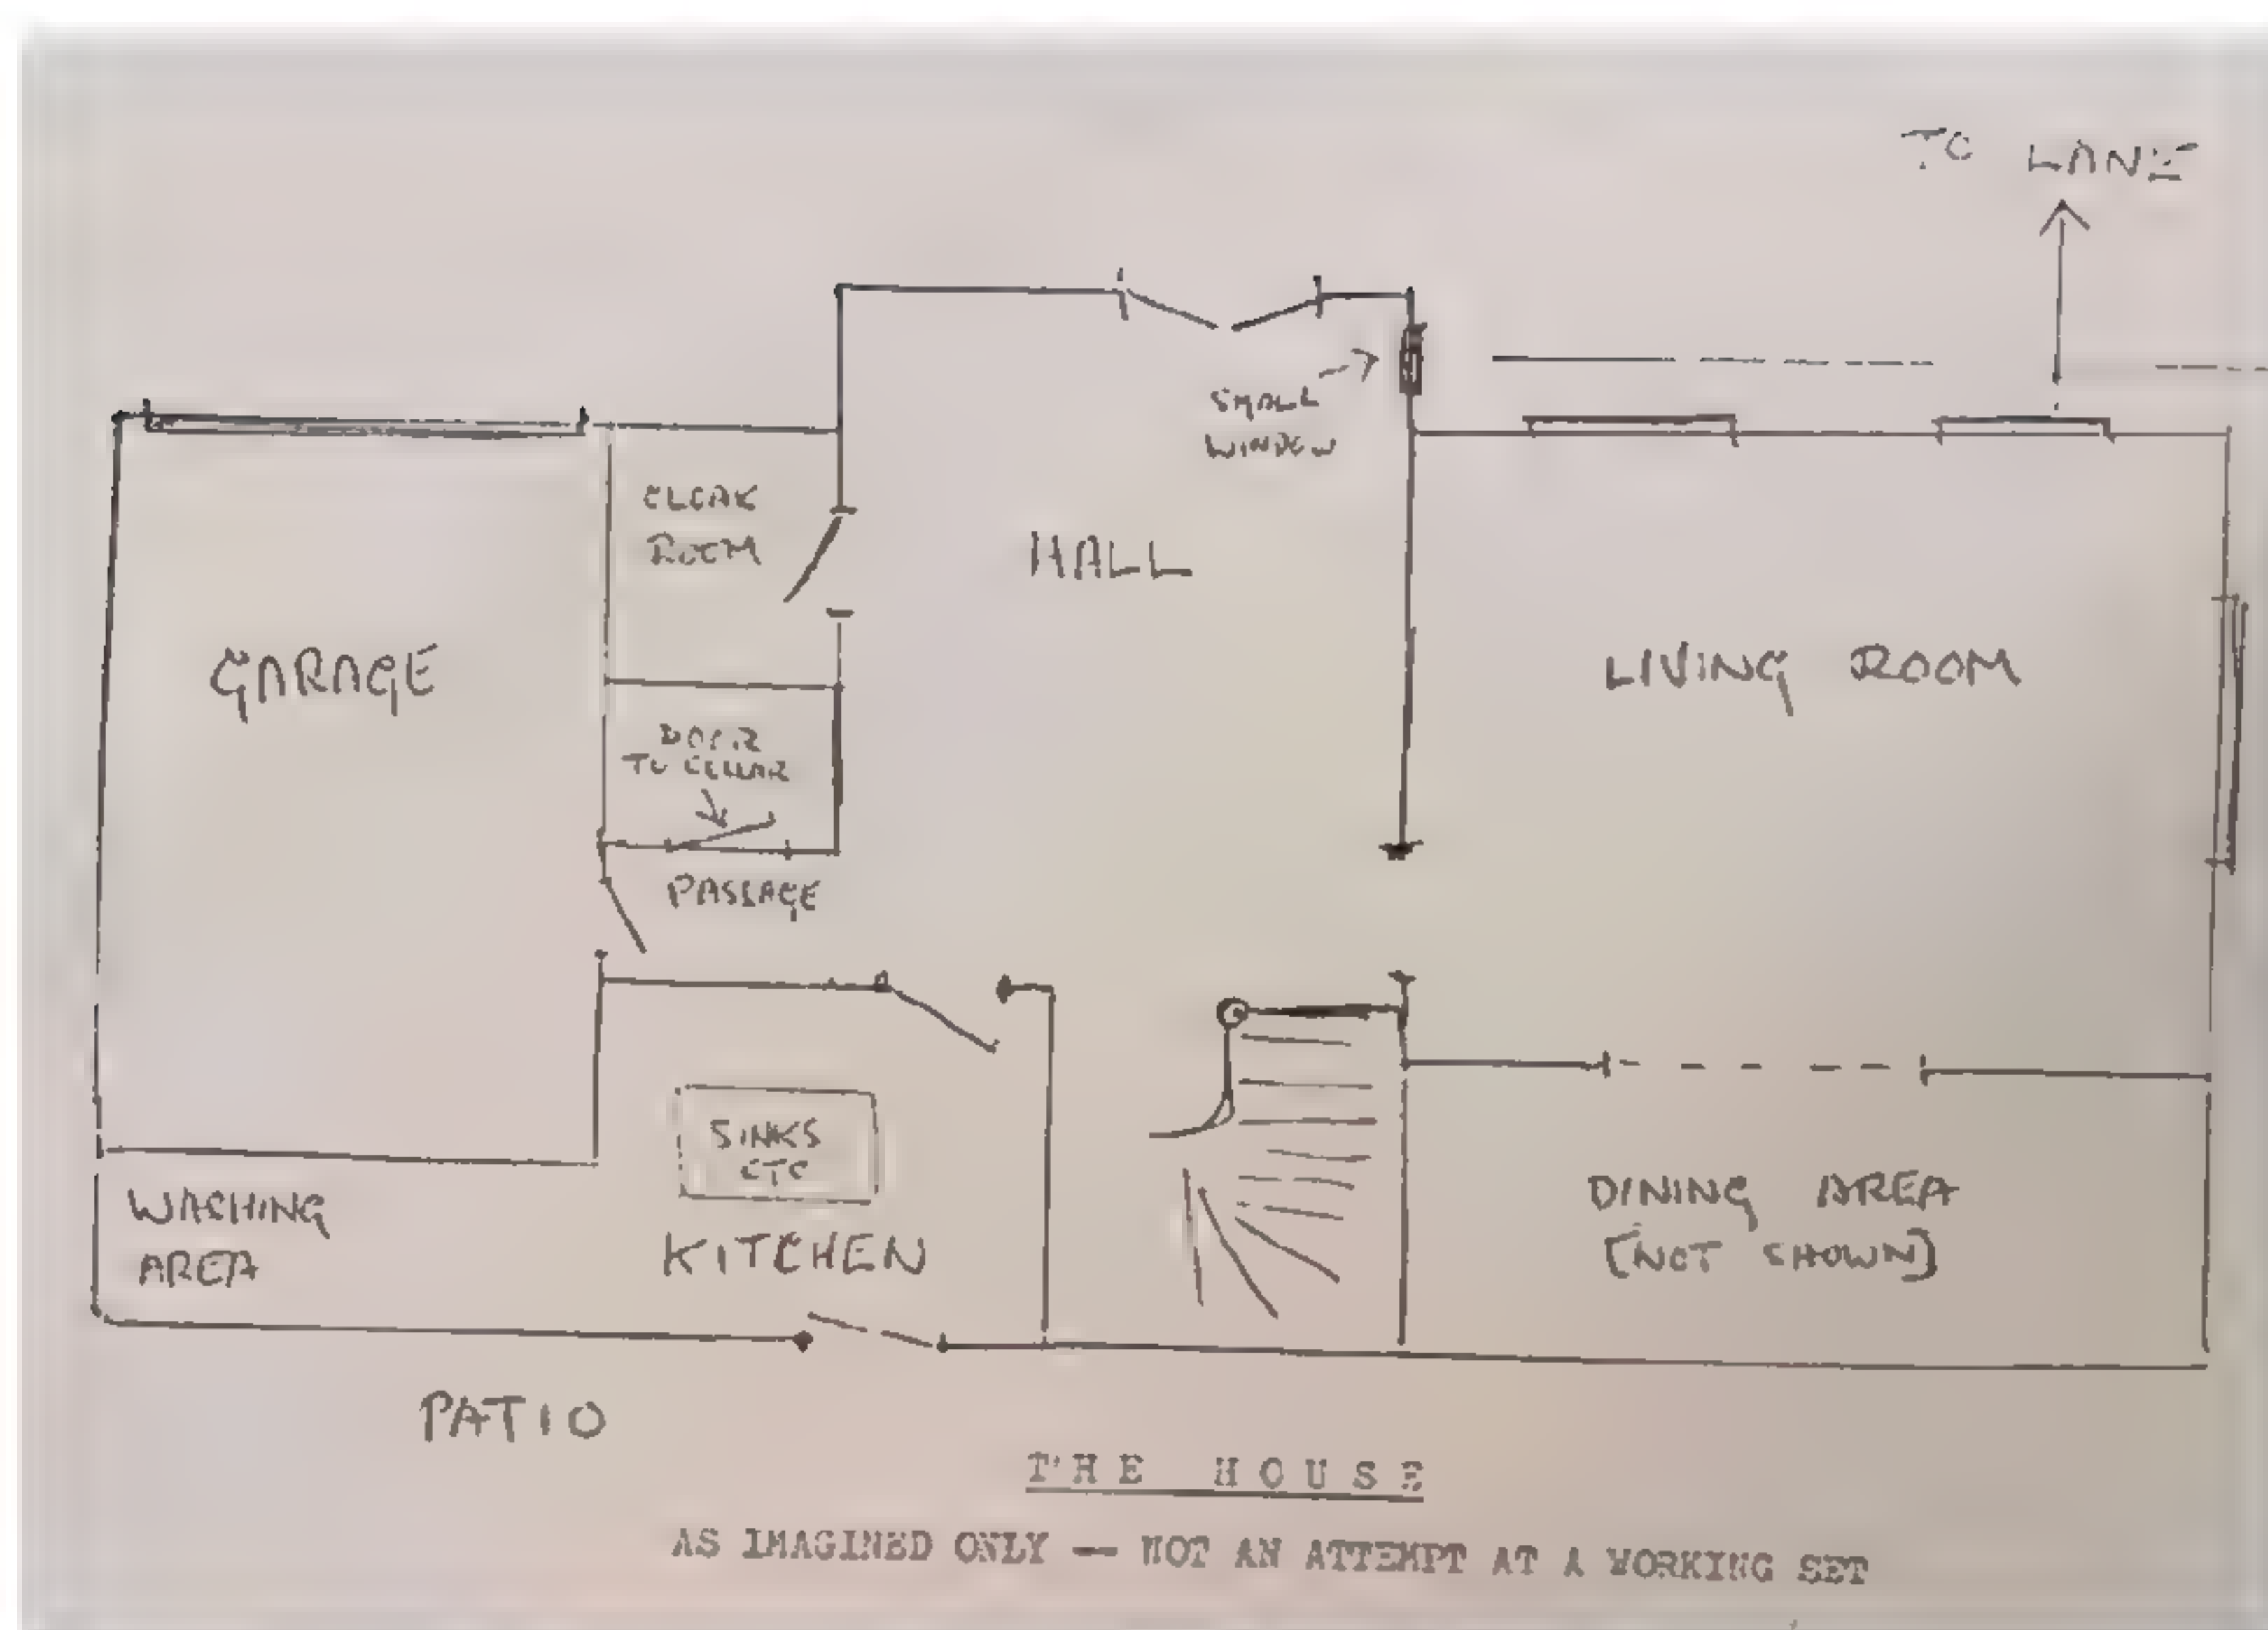 TO LANE
SMALL
WINDOW
CLOAK
ROOM
HALL
GARAGE
LIVING ROOM
DOOR
TO CELLAR
PASSAGE
SINKS
ETC
WASHING
AREA
KITCHEN
DINING AREA
[NOT SHOWN]
PATIO
THE HOUSE
AS IMAGINED ONLY — NOT AN ATTEMPT AT A WORKING SET